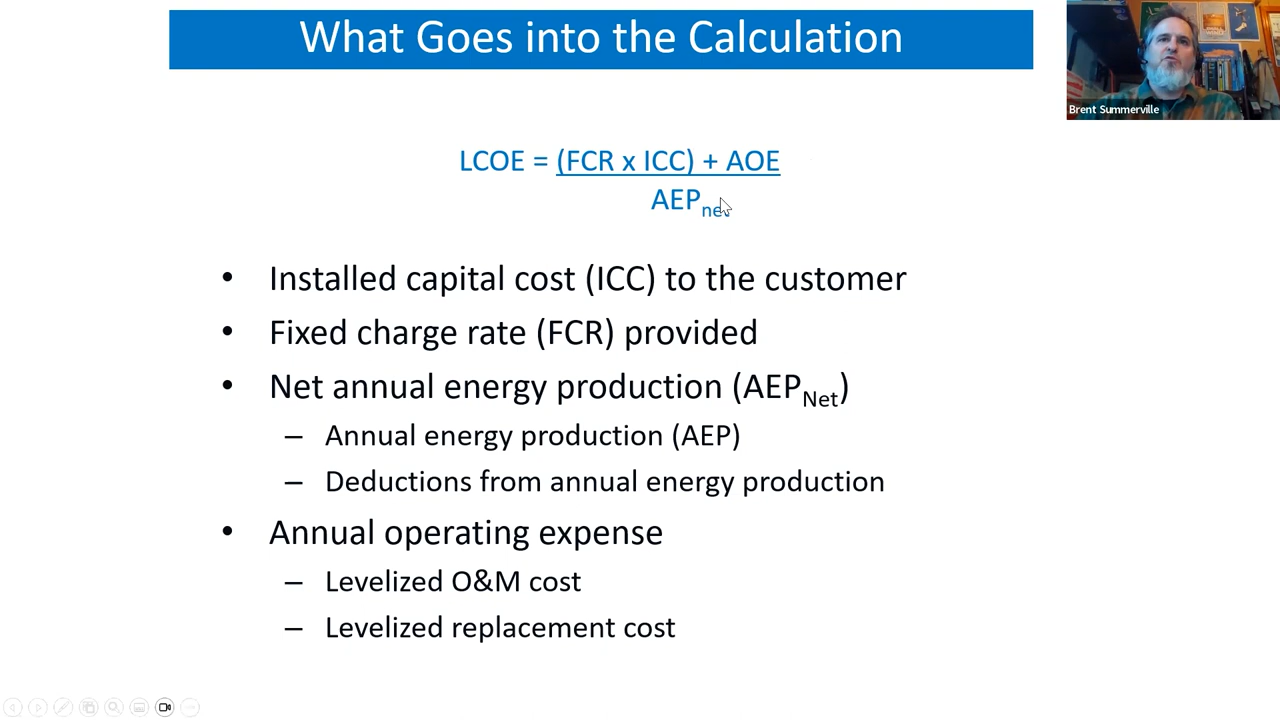 What Goes into the Calculation
Brent Summerville
LCOE = (FCR x ICC) + AOE
AEPnet
• Installed capital cost (ICC) to the customer
• Fixed charge rate (FCR) provided
• Net annual energy production (AEPNet)
– Annual energy production (AEP)
– Deductions from annual energy production
• Annual operating expense
– Levelized O&M cost
– Levelized replacement cost